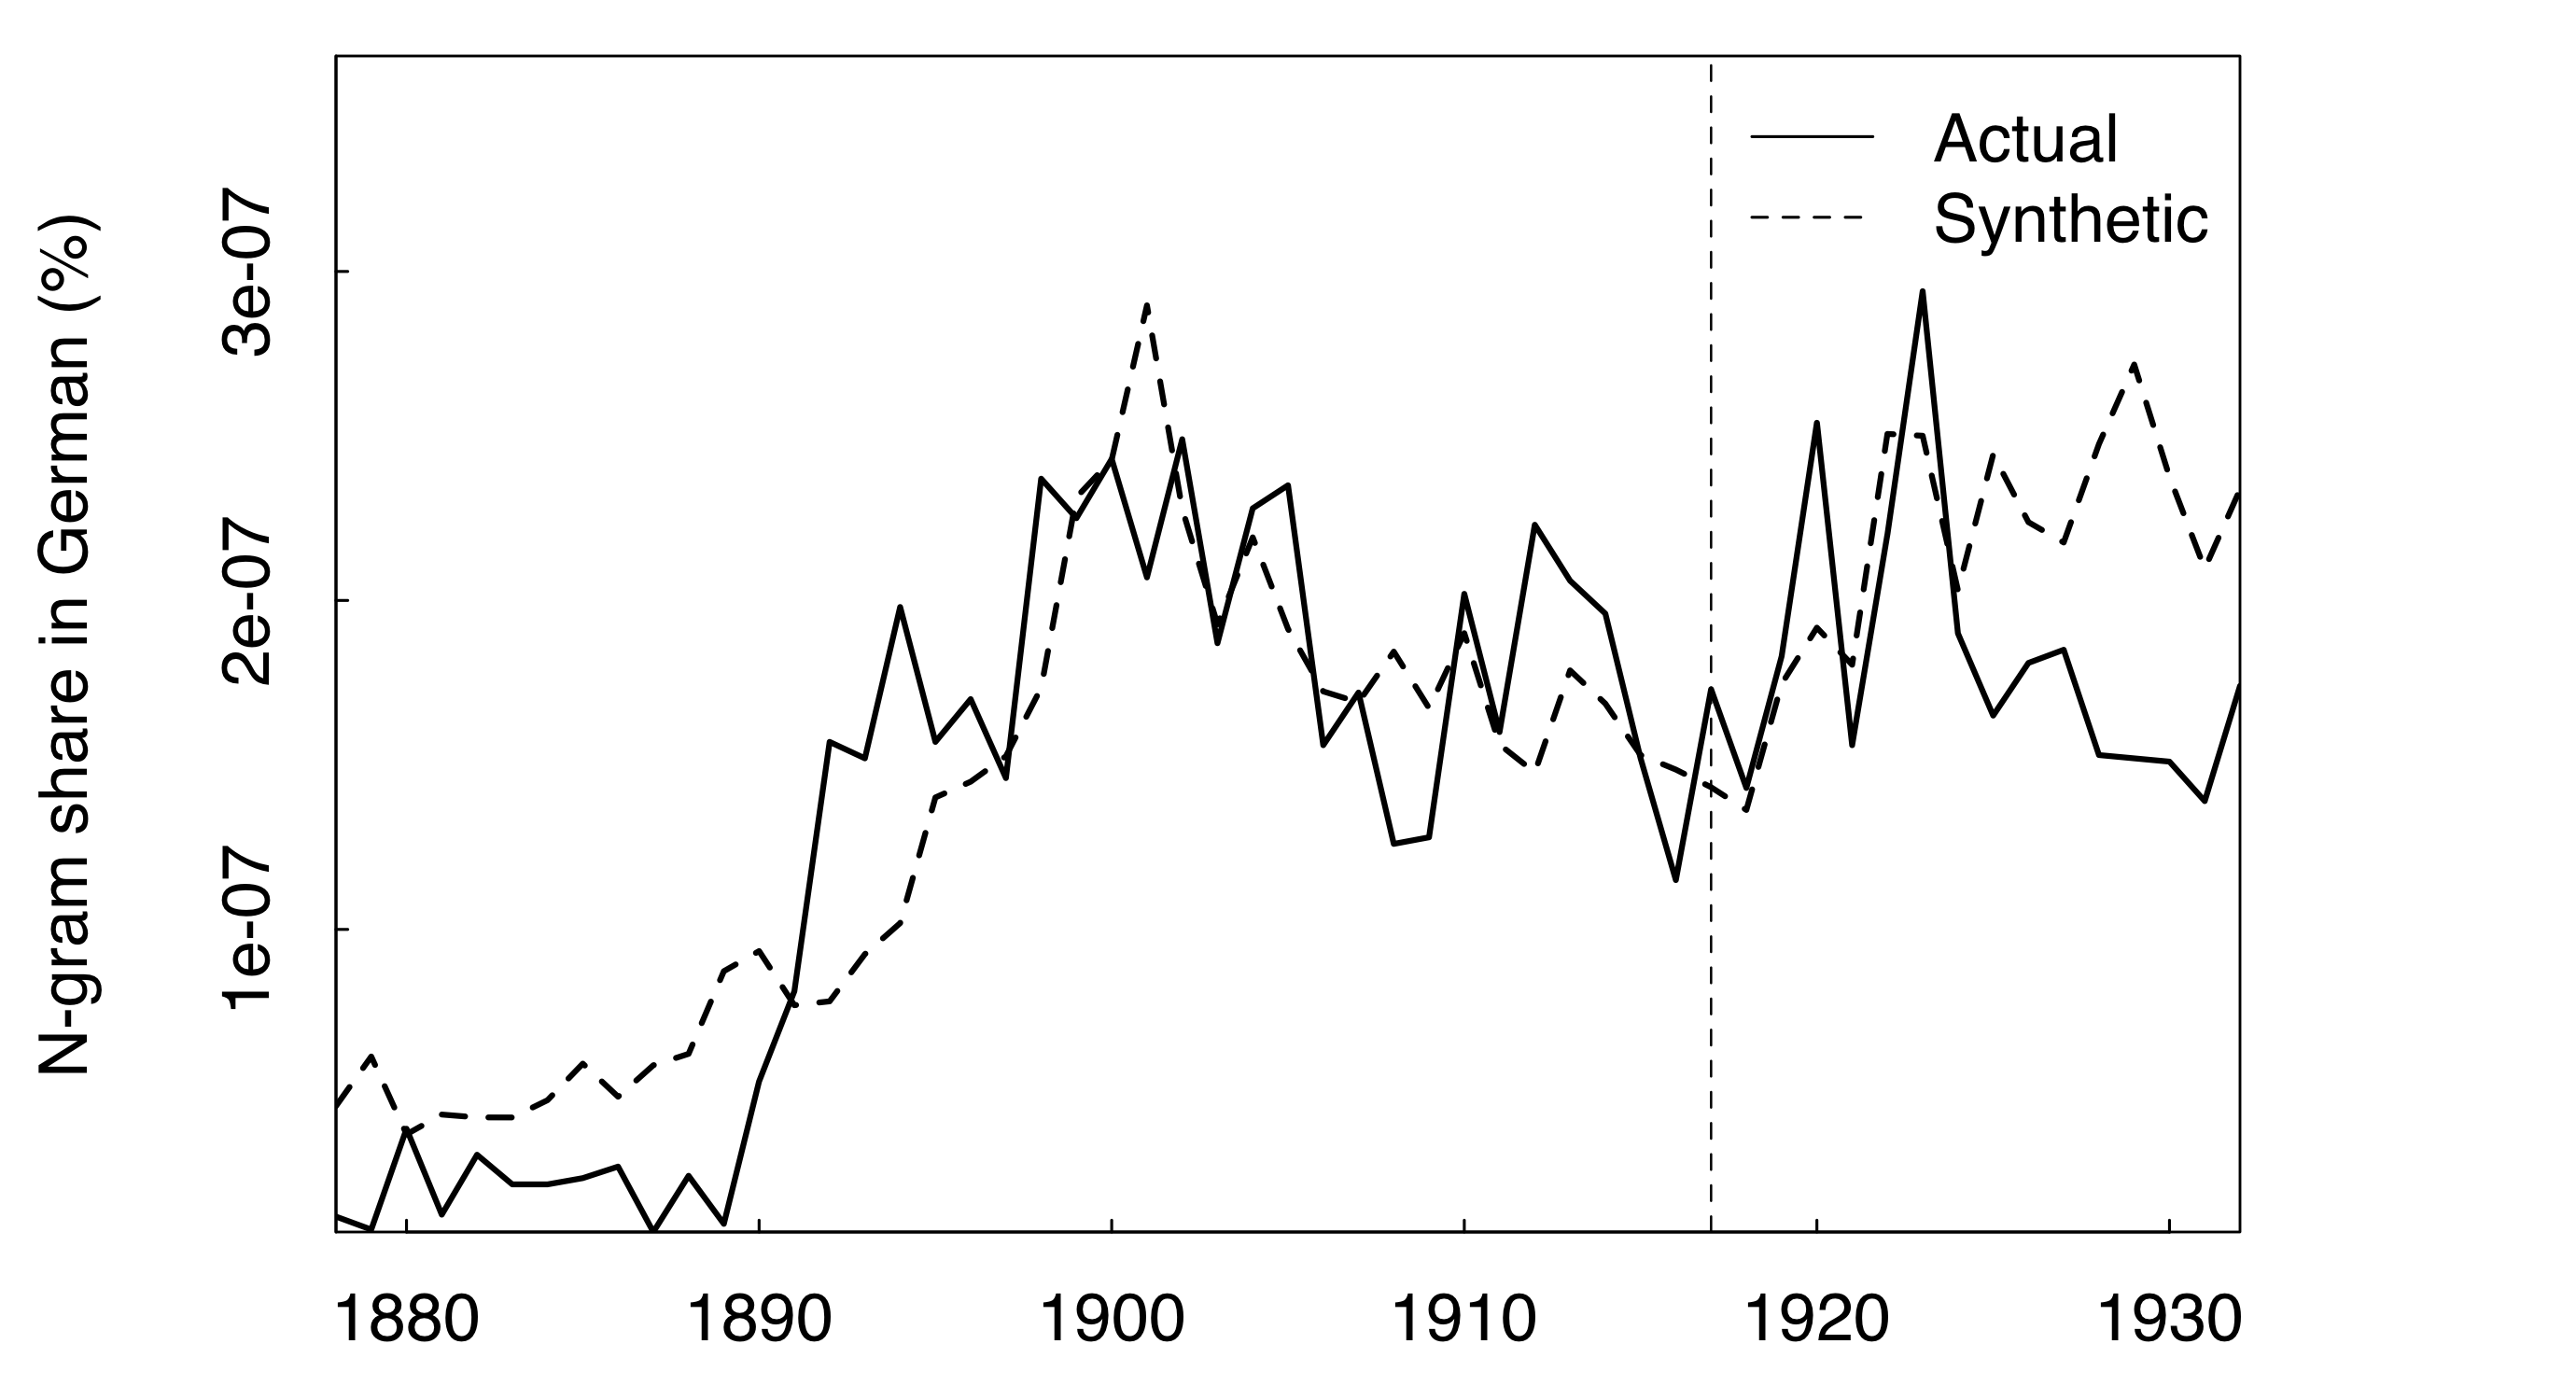 N-gram share in German (%)
3e-07
2e-07
1e-07
Actual
Synthetic
1880 1890 1900 1910 1920 1930